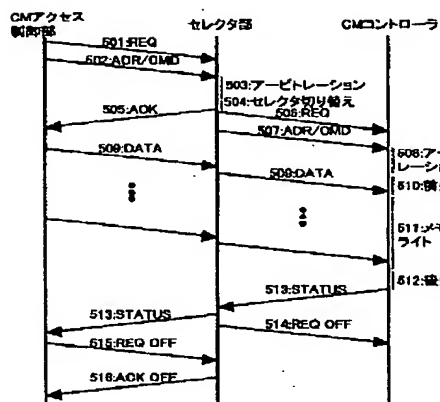 CMアクセス
制御部
セレクタ部
CMコントローラ
501:REQ
502:ADR/CMD
503:アービトレーション
504:セレクタ切り替え
505:ACK
506:REQ
507:ADR/CMD
508:アー
レーショ
509:DATA
509:DATA
510:
511:メモ
ライト
512:
513:STATUS
513:STATUS
514:REQ OFF
515:REQ OFF
516:ACK OFF